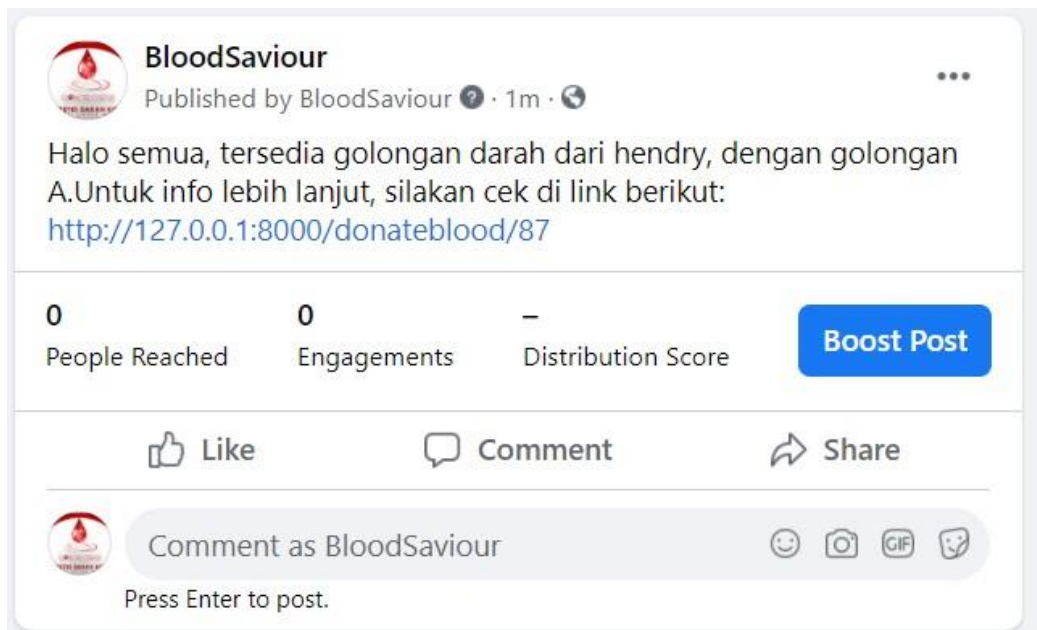 BloodSaviour
Published by BloodSaviour · 1m ·
Halo semua, tersedia golongan darah dari hendry, dengan golongan
A.Untuk info lebih lanjut, silakan cek di link berikut:
http://127.0.0.1:8000/donateblood/87
0 0 –
People Reached Engagements Distribution Score
Boost Post
Like Comment Share
Comment as BloodSaviour GIF
Press Enter to post.